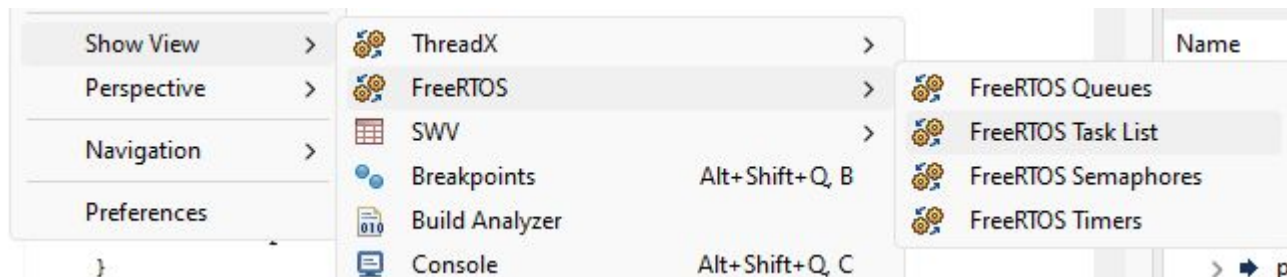 Show View
Perspective
Navigation
Preferences
}
ThreadX
FreeRTOS
SWV
Breakpoints Alt+Shift+Q, B
Build Analyzer
Console Alt+Shift+Q, C
Name
FreeRTOS Queues
FreeRTOS Task List
FreeRTOS Semaphores
FreeRTOS Timers